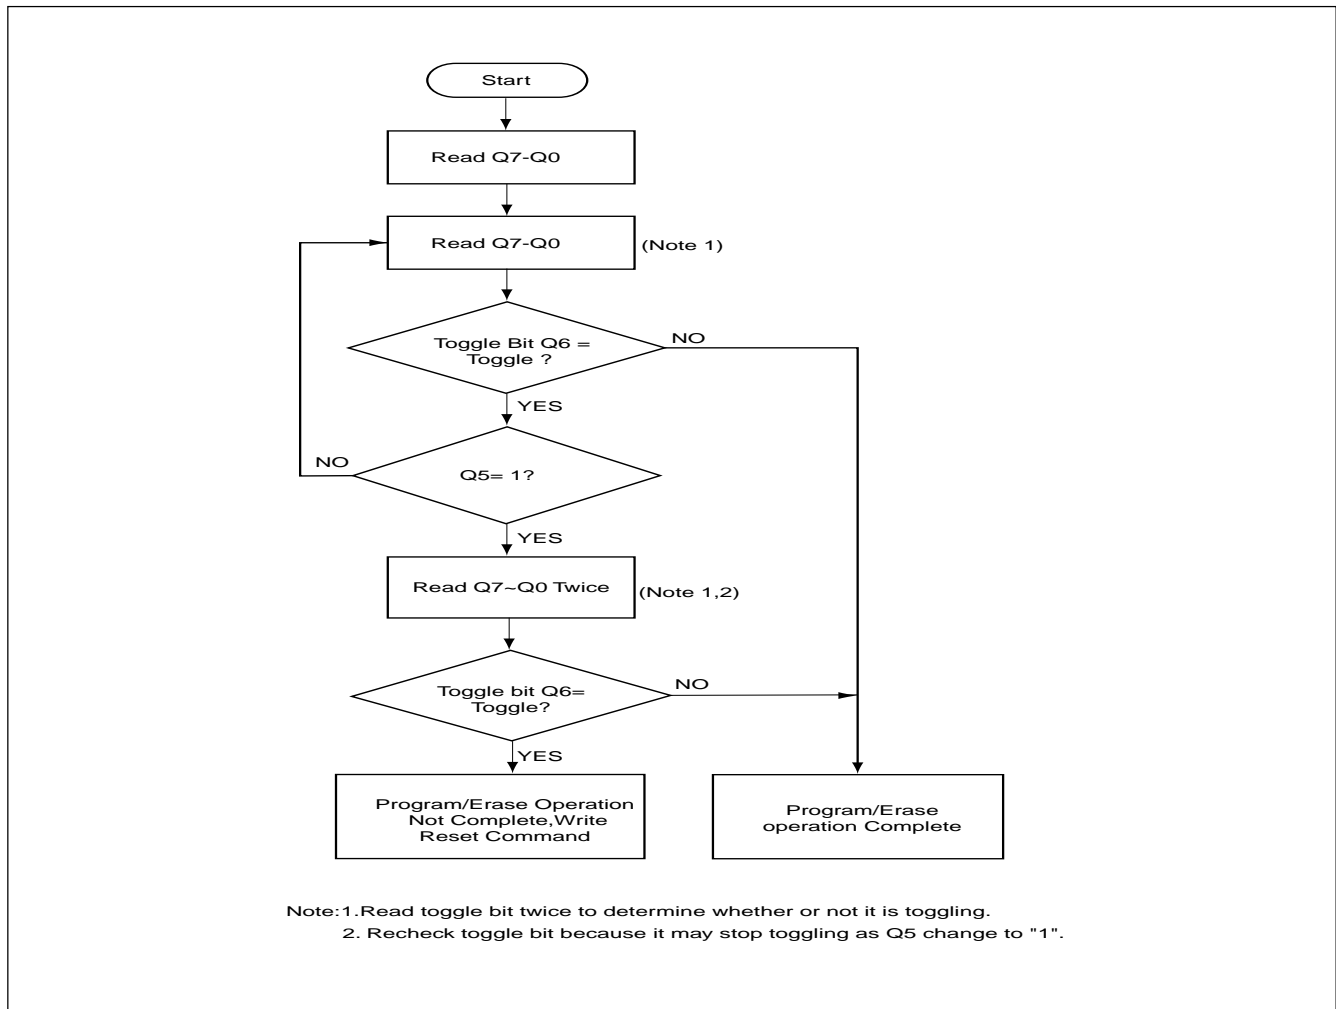 Start
Read Q7-Q0
Read Q7-Q0
(Note 1)
Toggle Bit Q6 =
Toggle ?
NO
YES
NO
Q5= 1?
YES
Read Q7~Q0 Twice
(Note 1,2)
Toggle bit Q6=
Toggle?
NO
YES
Program/Erase Operation
Not Complete,Write
Reset Command
Program/Erase
operation Complete
Note:1.Read toggle bit twice to determine whether or not it is toggling.
2. Recheck toggle bit because it may stop toggling as Q5 change to "1".